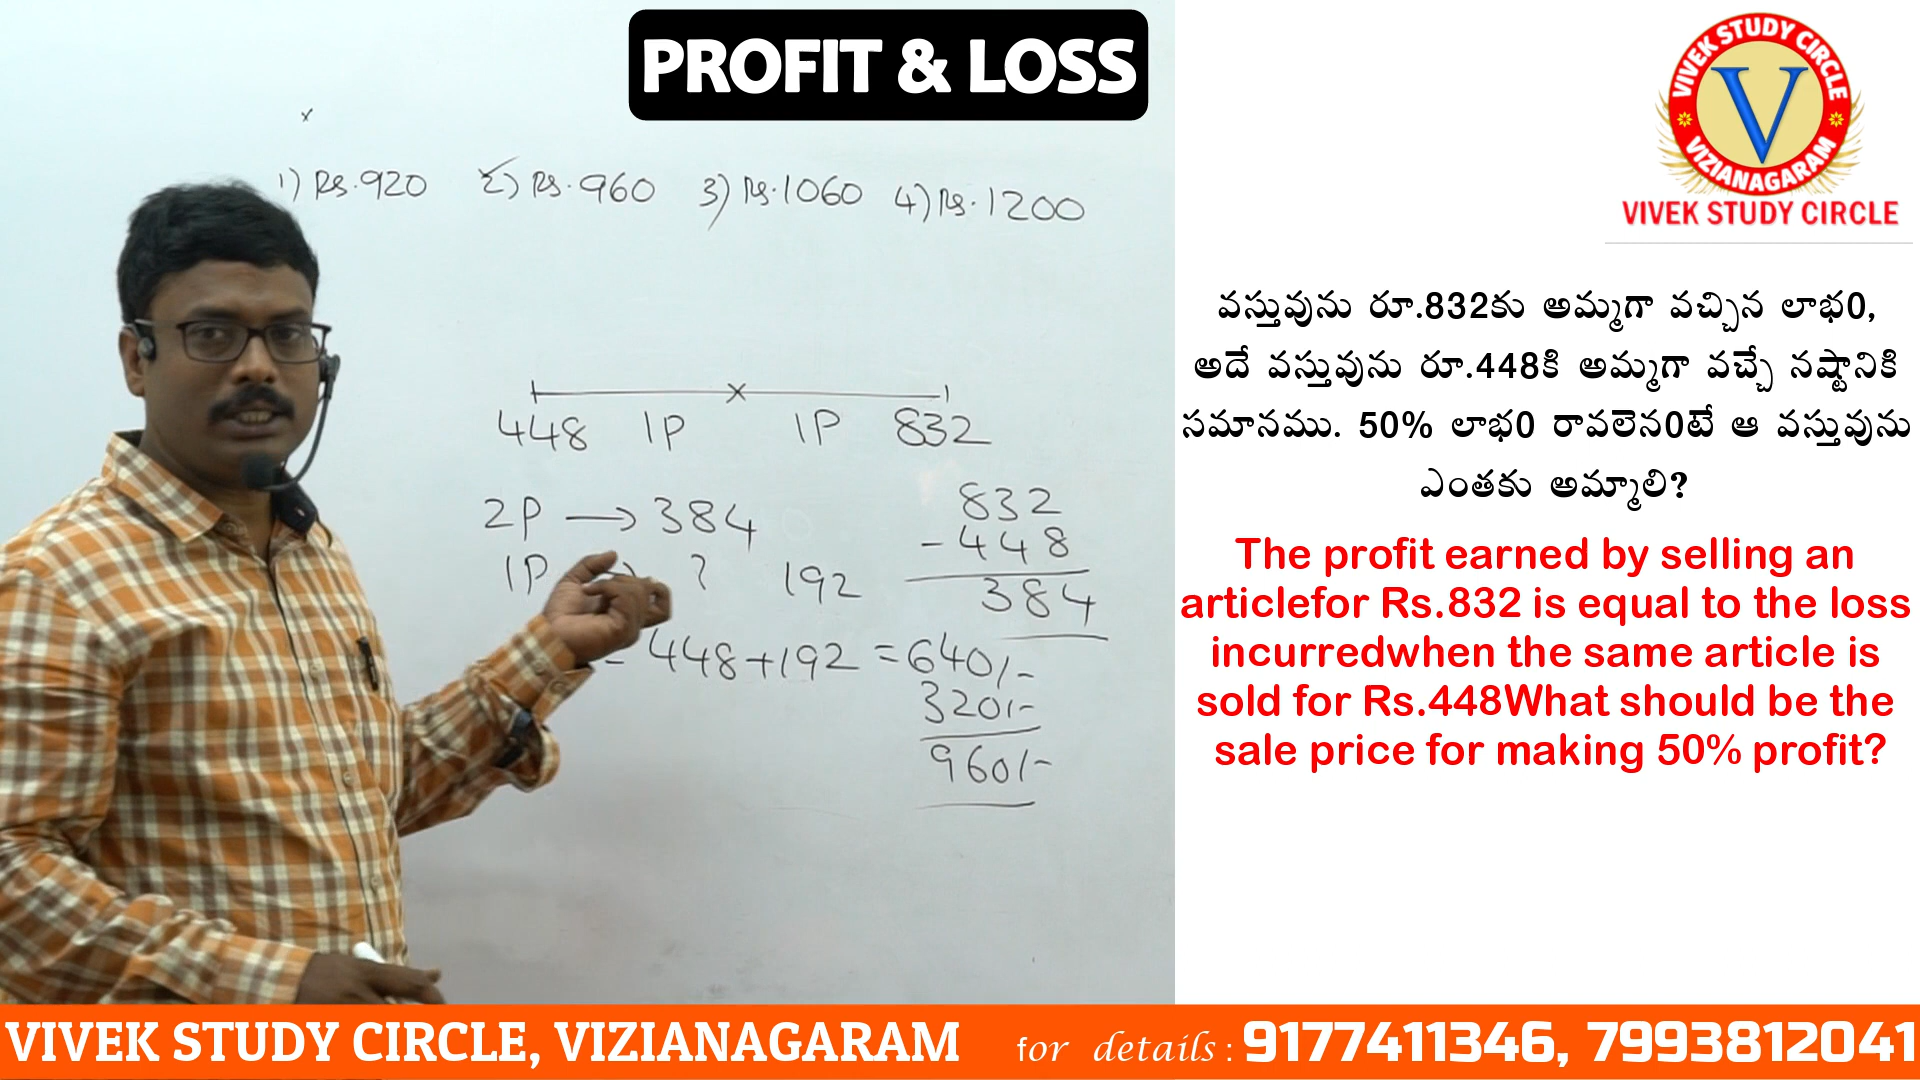 PROFIT & LOSS
x
1) Rs.920 2) Rs.960 3) Rs.1060 4) Rs.1200
x
448 1P 1P 832
2P → 384
1P → ? 192
832
-448
384
448+192 = 640/-
320/-
960/-
VIVEK STUDY CIRCLE
V
VIZIANAGARAM
VIVEK STUDY CIRCLE
వస్తువును రూ.832కు అమ్మగా వచ్చిన లాభ0,
అదే వస్తువును రూ.448కి అమ్మగా వచ్చే నష్టానికి
సమానము. 50% లాభ0 రావలెన0టే ఆ వస్తువును
ఎంతకు అమ్మాలి?
The profit earned by selling an
articlefor Rs.832 is equal to the loss
incurredwhen the same article is
sold for Rs.448What should be the
sale price for making 50% profit?
VIVEK STUDY CIRCLE, VIZIANAGARAM for details : 9177411346, 7993812041